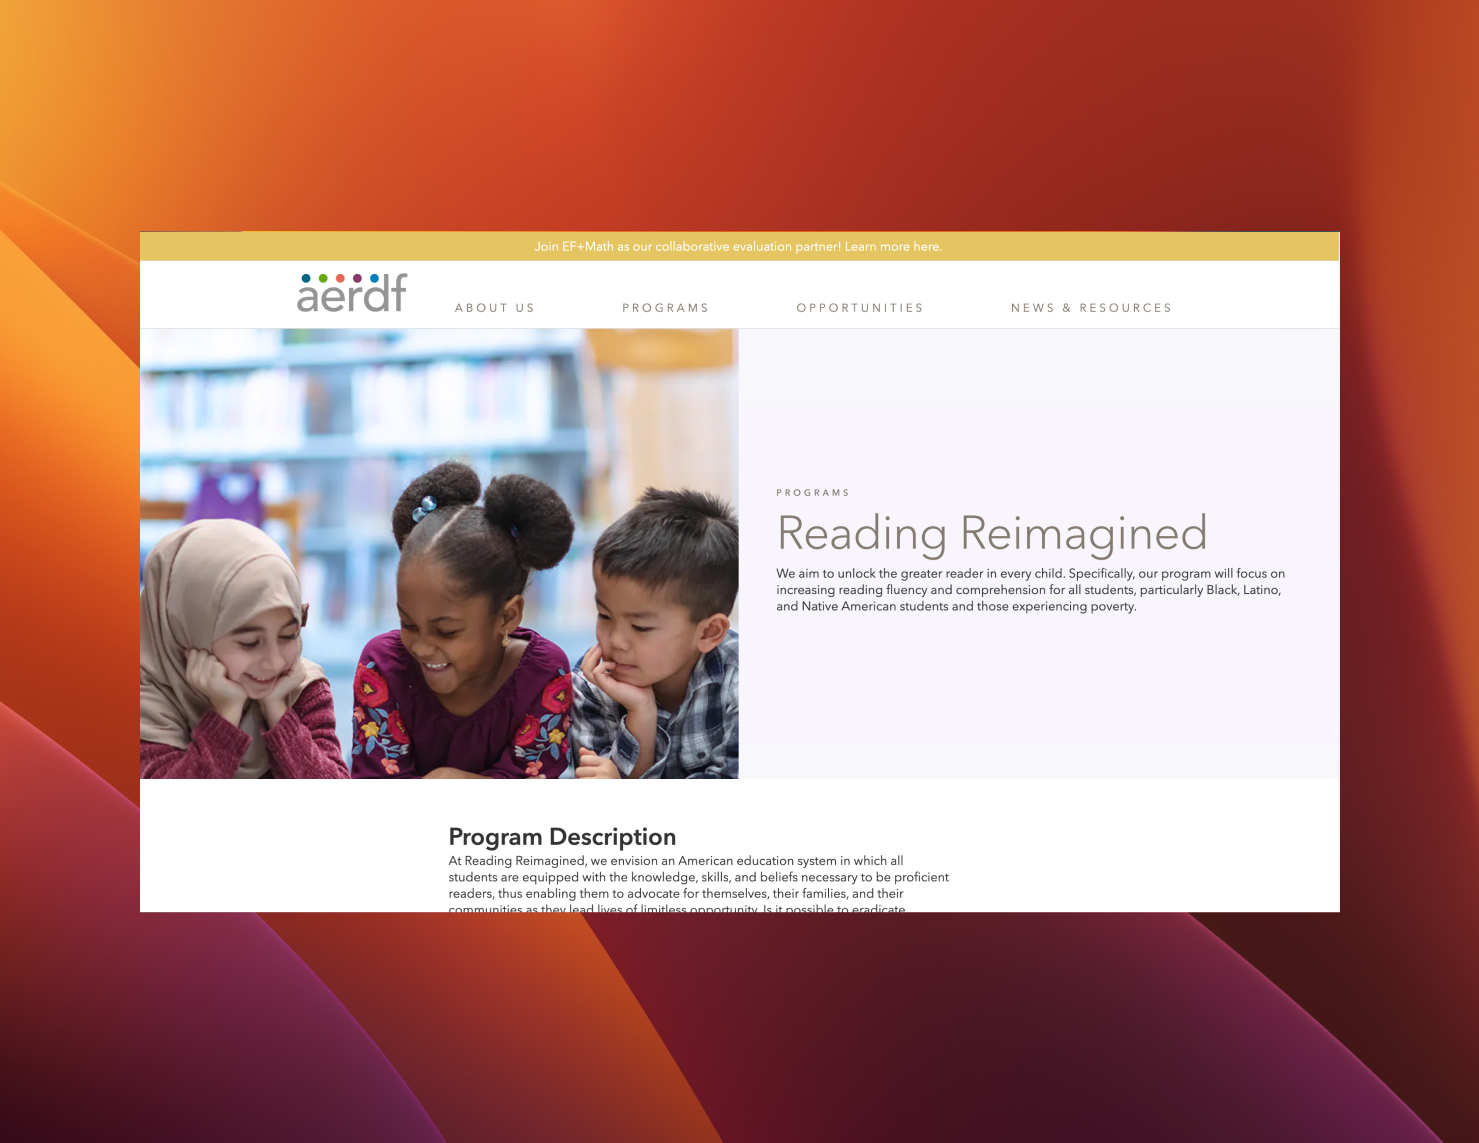 Join EF+Math as our collaborative evaluation partner! Learn more here.
aerdf
ABOUT US
PROGRAMS
OPPORTUNITIES
NEWS & RESOURCES
PROGRAMS
Reading Reimagined
We aim to unlock the greater reader in every child. Specifically, our program will focus on
increasing reading fluency and comprehension for all students, particularly Black, Latino,
and Native American students and those experiencing poverty.
Program Description
At Reading Reimagined, we envision an American education system in which all
students are equipped with the knowledge, skills, and beliefs necessary to be proficient
readers, thus enabling them to advocate for themselves, their families, and their
communities as they lead lives of limitless opportunity. Is it possible to eradicate